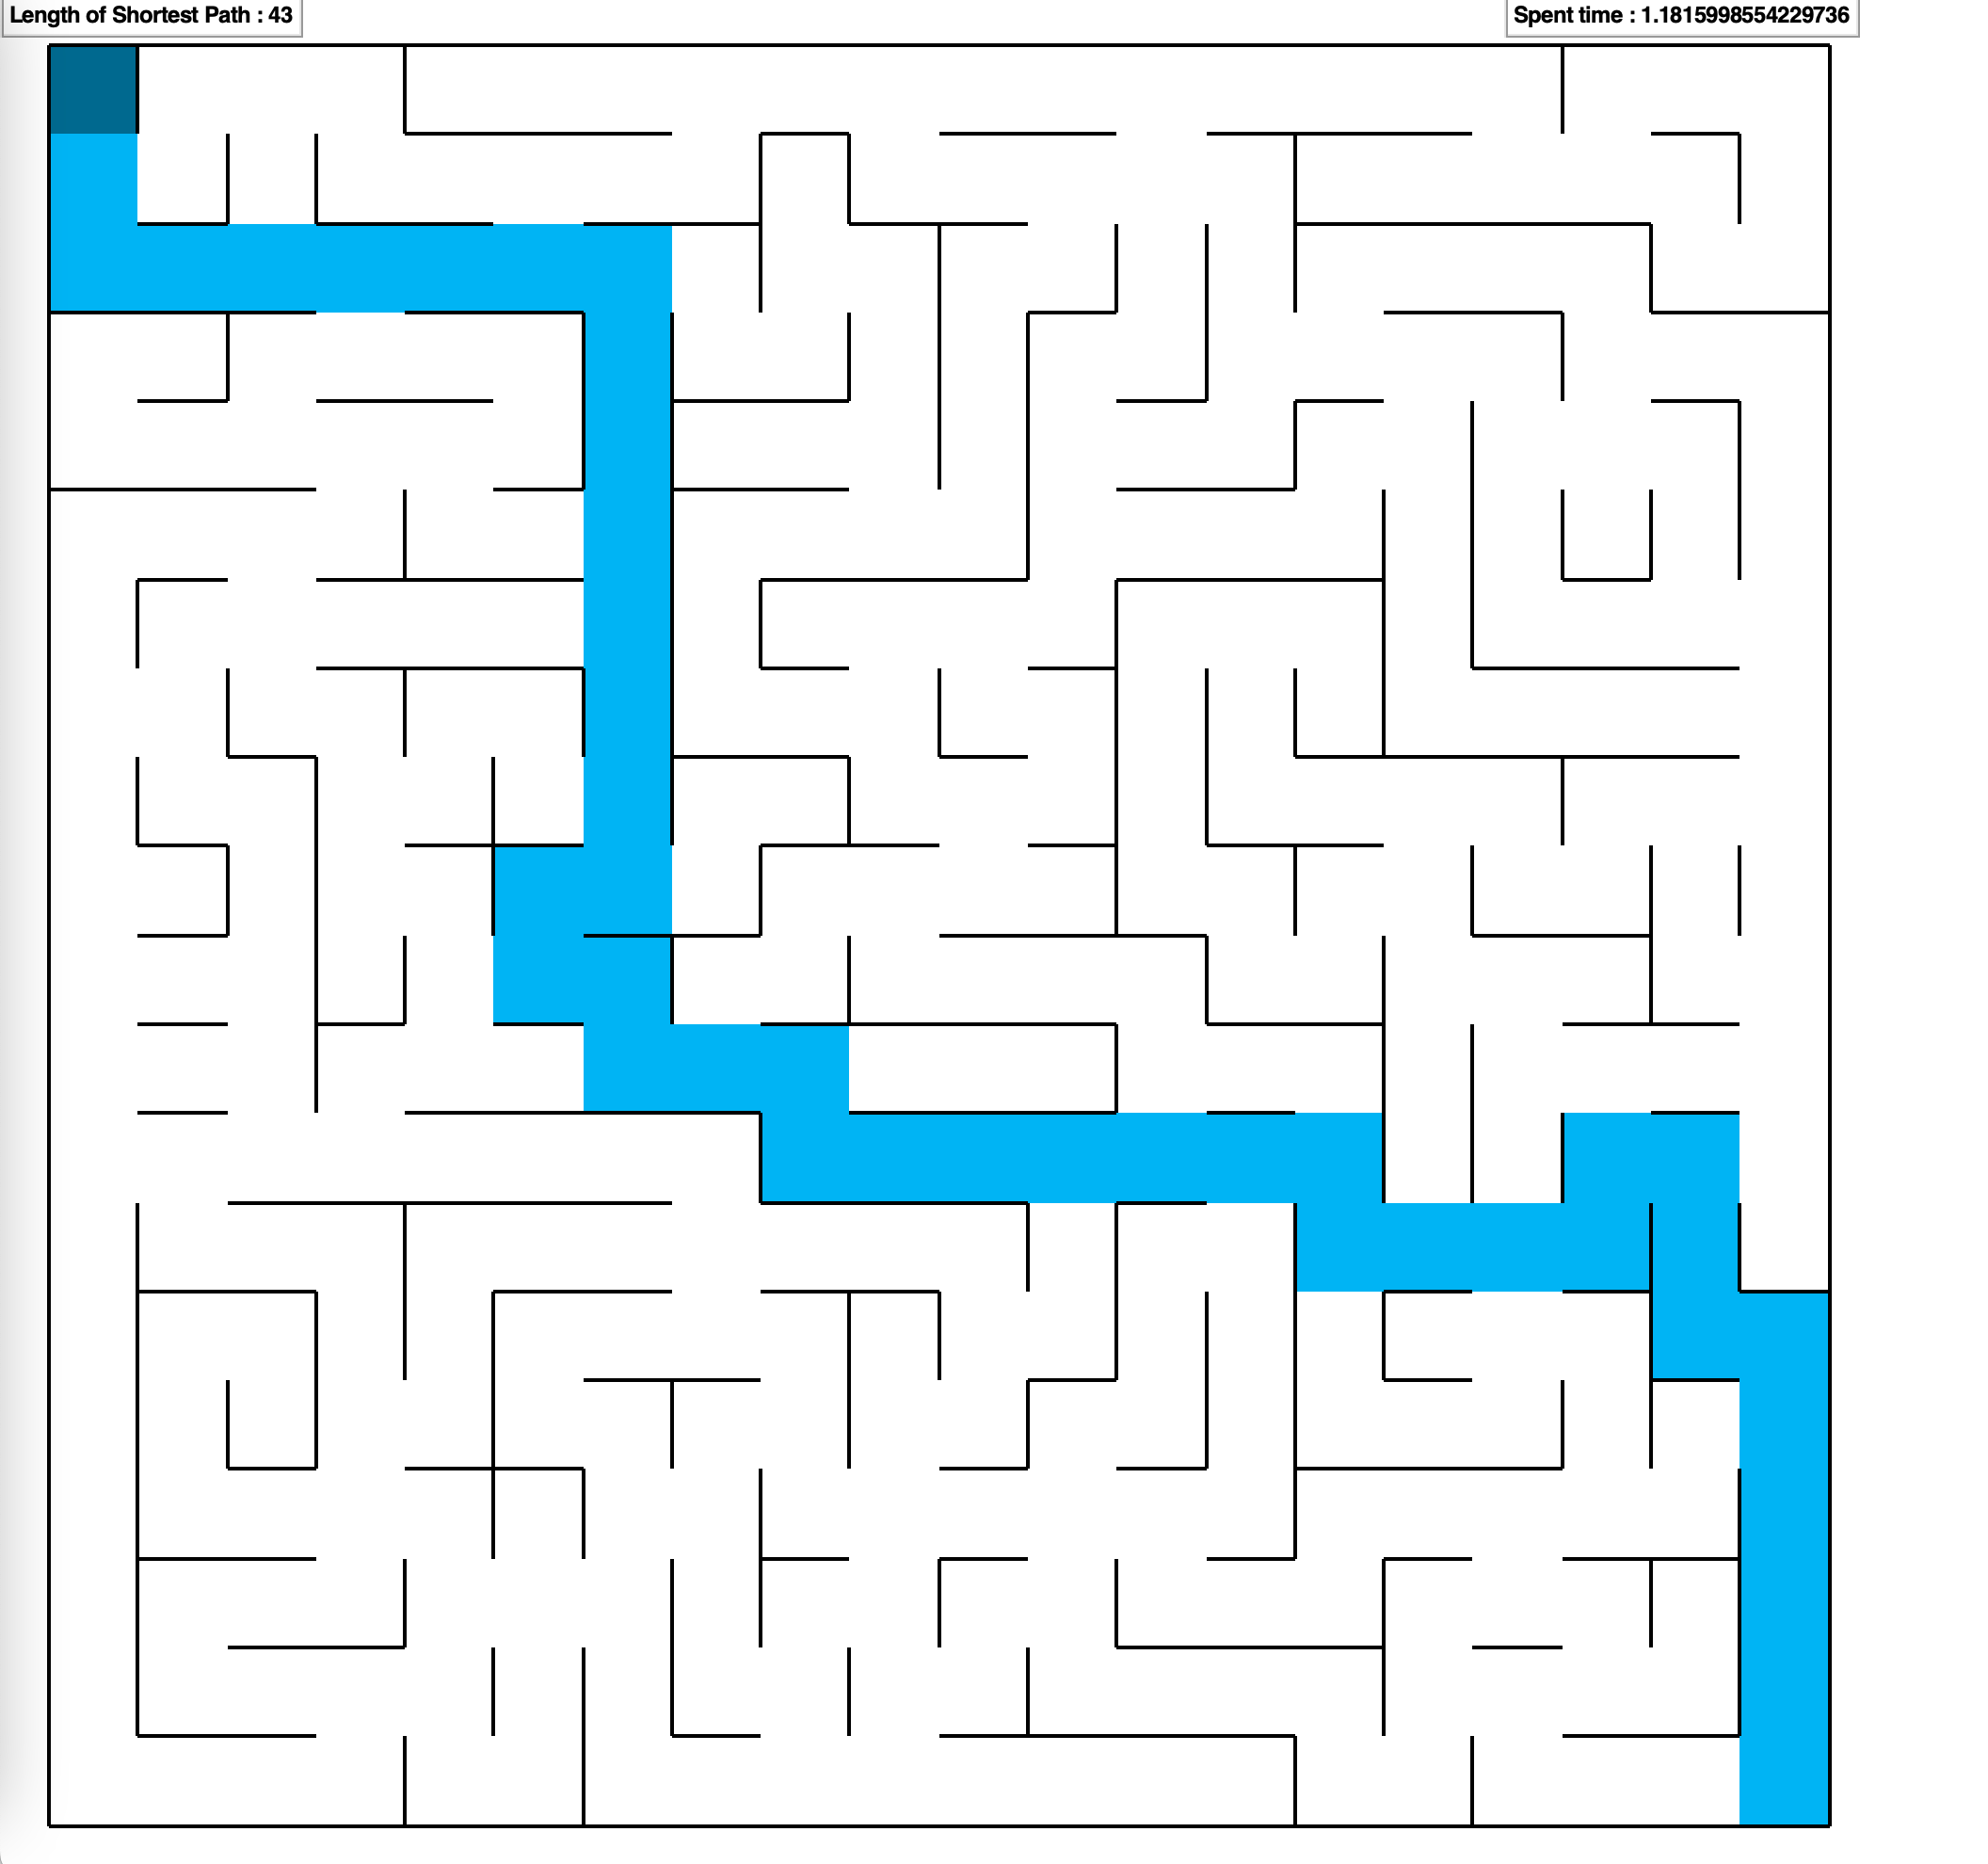 Length of Shortest Path : 43
Spent time : 1.1815998554229736